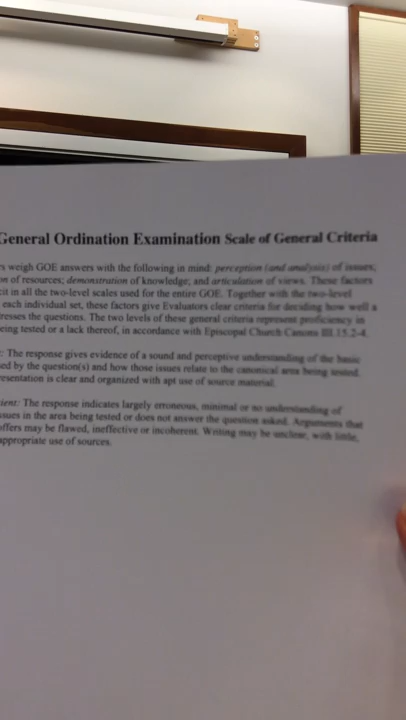 General Ordination Examination Scale of General Criteria
s weigh GOE answers with the following in mind: perception (and analysis) of issues;
on of resources; demonstration of knowledge; and articulation of views. These factors
cit in all the two-level scales used for the entire GOE. Together with the two-level
each individual set, these factors give Evaluators clear criteria for deciding how well a
resses the questions. The two levels of these general criteria represent proficiency in
eing tested or a lack thereof, in accordance with Episcopal Church Canons III.15.2-4.
: The response gives evidence of a sound and perceptive understanding of the basic
sed by the question(s) and how those issues relate to the canonical area being tested.
resentation is clear and organized with apt use of source material.
ient: The response indicates largely erroneous, minimal or no understanding of
ssues in the area being tested or does not answer the question asked. Arguments that
offers may be flawed, ineffective or incoherent. Writing may be unclear, with little,
appropriate use of sources.